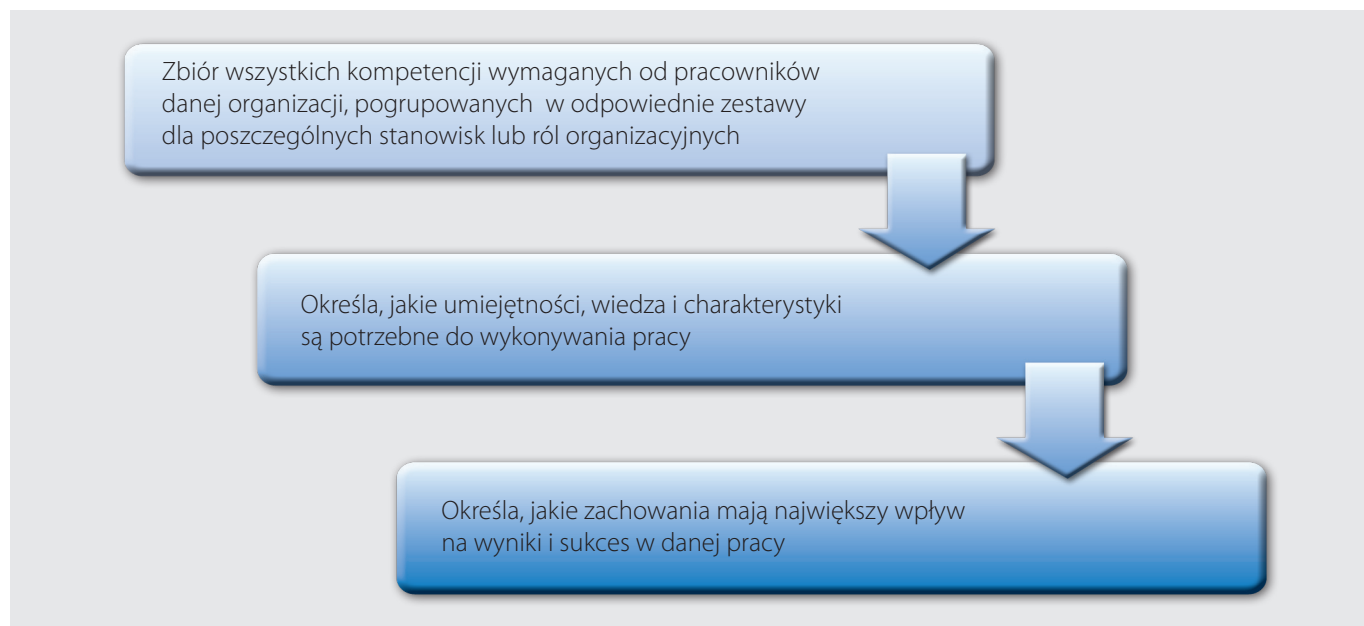 Zbiór wszystkich kompetencji wymaganych od pracowników
danej organizacji, pogrupowanych w odpowiednie zestawy
dla poszczególnych stanowisk lub ról organizacyjnych
Określa, jakie umiejętności, wiedza i charakterystyki
są potrzebne do wykonywania pracy
Określa, jakie zachowania mają największy wpływ
na wyniki i sukces w danej pracy